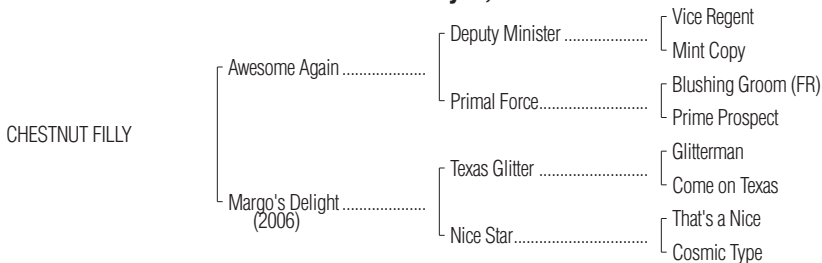 Vice Regent
Deputy Minister ......................
Mint Copy
Awesome Again .....................
Blushing Groom (FR)
Primal Force...........................
Prime Prospect
CHESTNUT FILLY
Glitterman
Texas Glitter ...........................
Come on Texas
Margo's Delight .....................
(2006)
That's a Nice
Nice Star.................................
Cosmic Type